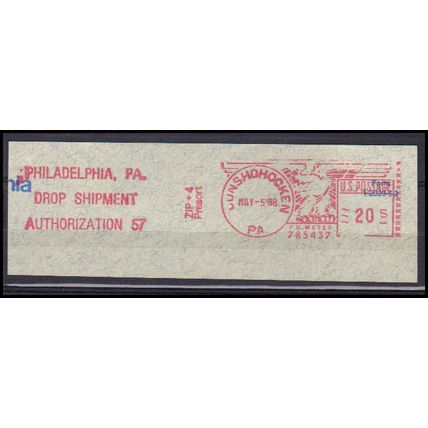 PHILADELPHIA, PA.
DROP SHIPMENT
AUTHORIZATION 57
ZIP + 4
Presort
CONSHOHOCKEN
MAY-5'88
PA
P.B. METER
785437
U.S. POSTAGE
20 5